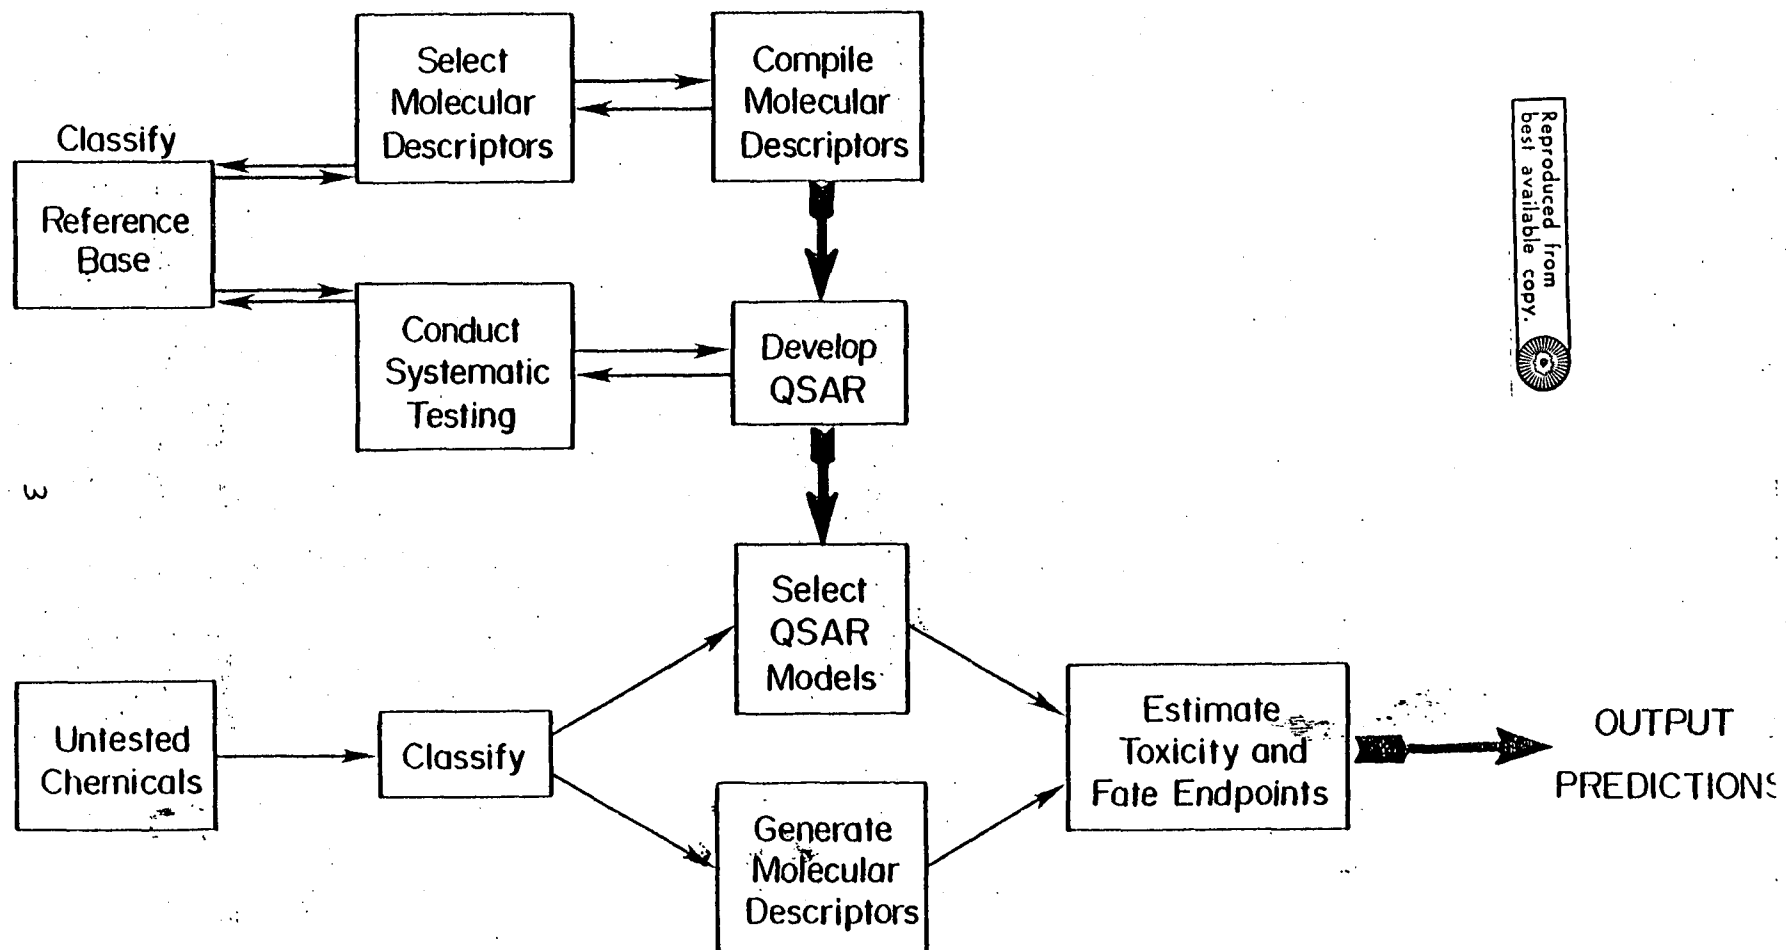 Select
Molecular
Descriptors
Compile
Molecular
Descriptors
Classify
Reference
Base
Conduct
Systematic
Testing
Develop
QSAR
Reproduced from
best available copy.
3
Select
QSAR
Models
Untested
Chemicals
Classify
Generate
Molecular
Descriptors
Estimate
Toxicity and
Fate Endpoints
OUTPUT
PREDICTIONS